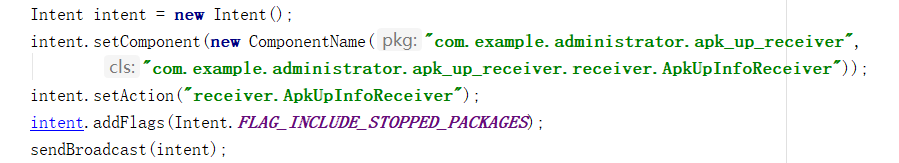 Intent intent = new Intent();
intent.setComponent(new ComponentName( pkg: "com.example.administrator.apk_up_receiver",
cls: "com.example.administrator.apk_up_receiver.receiver.ApkUpInfoReceiver"));
intent.setAction("receiver.ApkUpInfoReceiver");
intent.addFlags(Intent.FLAG_INCLUDE_STOPPED_PACKAGES);
sendBroadcast(intent);